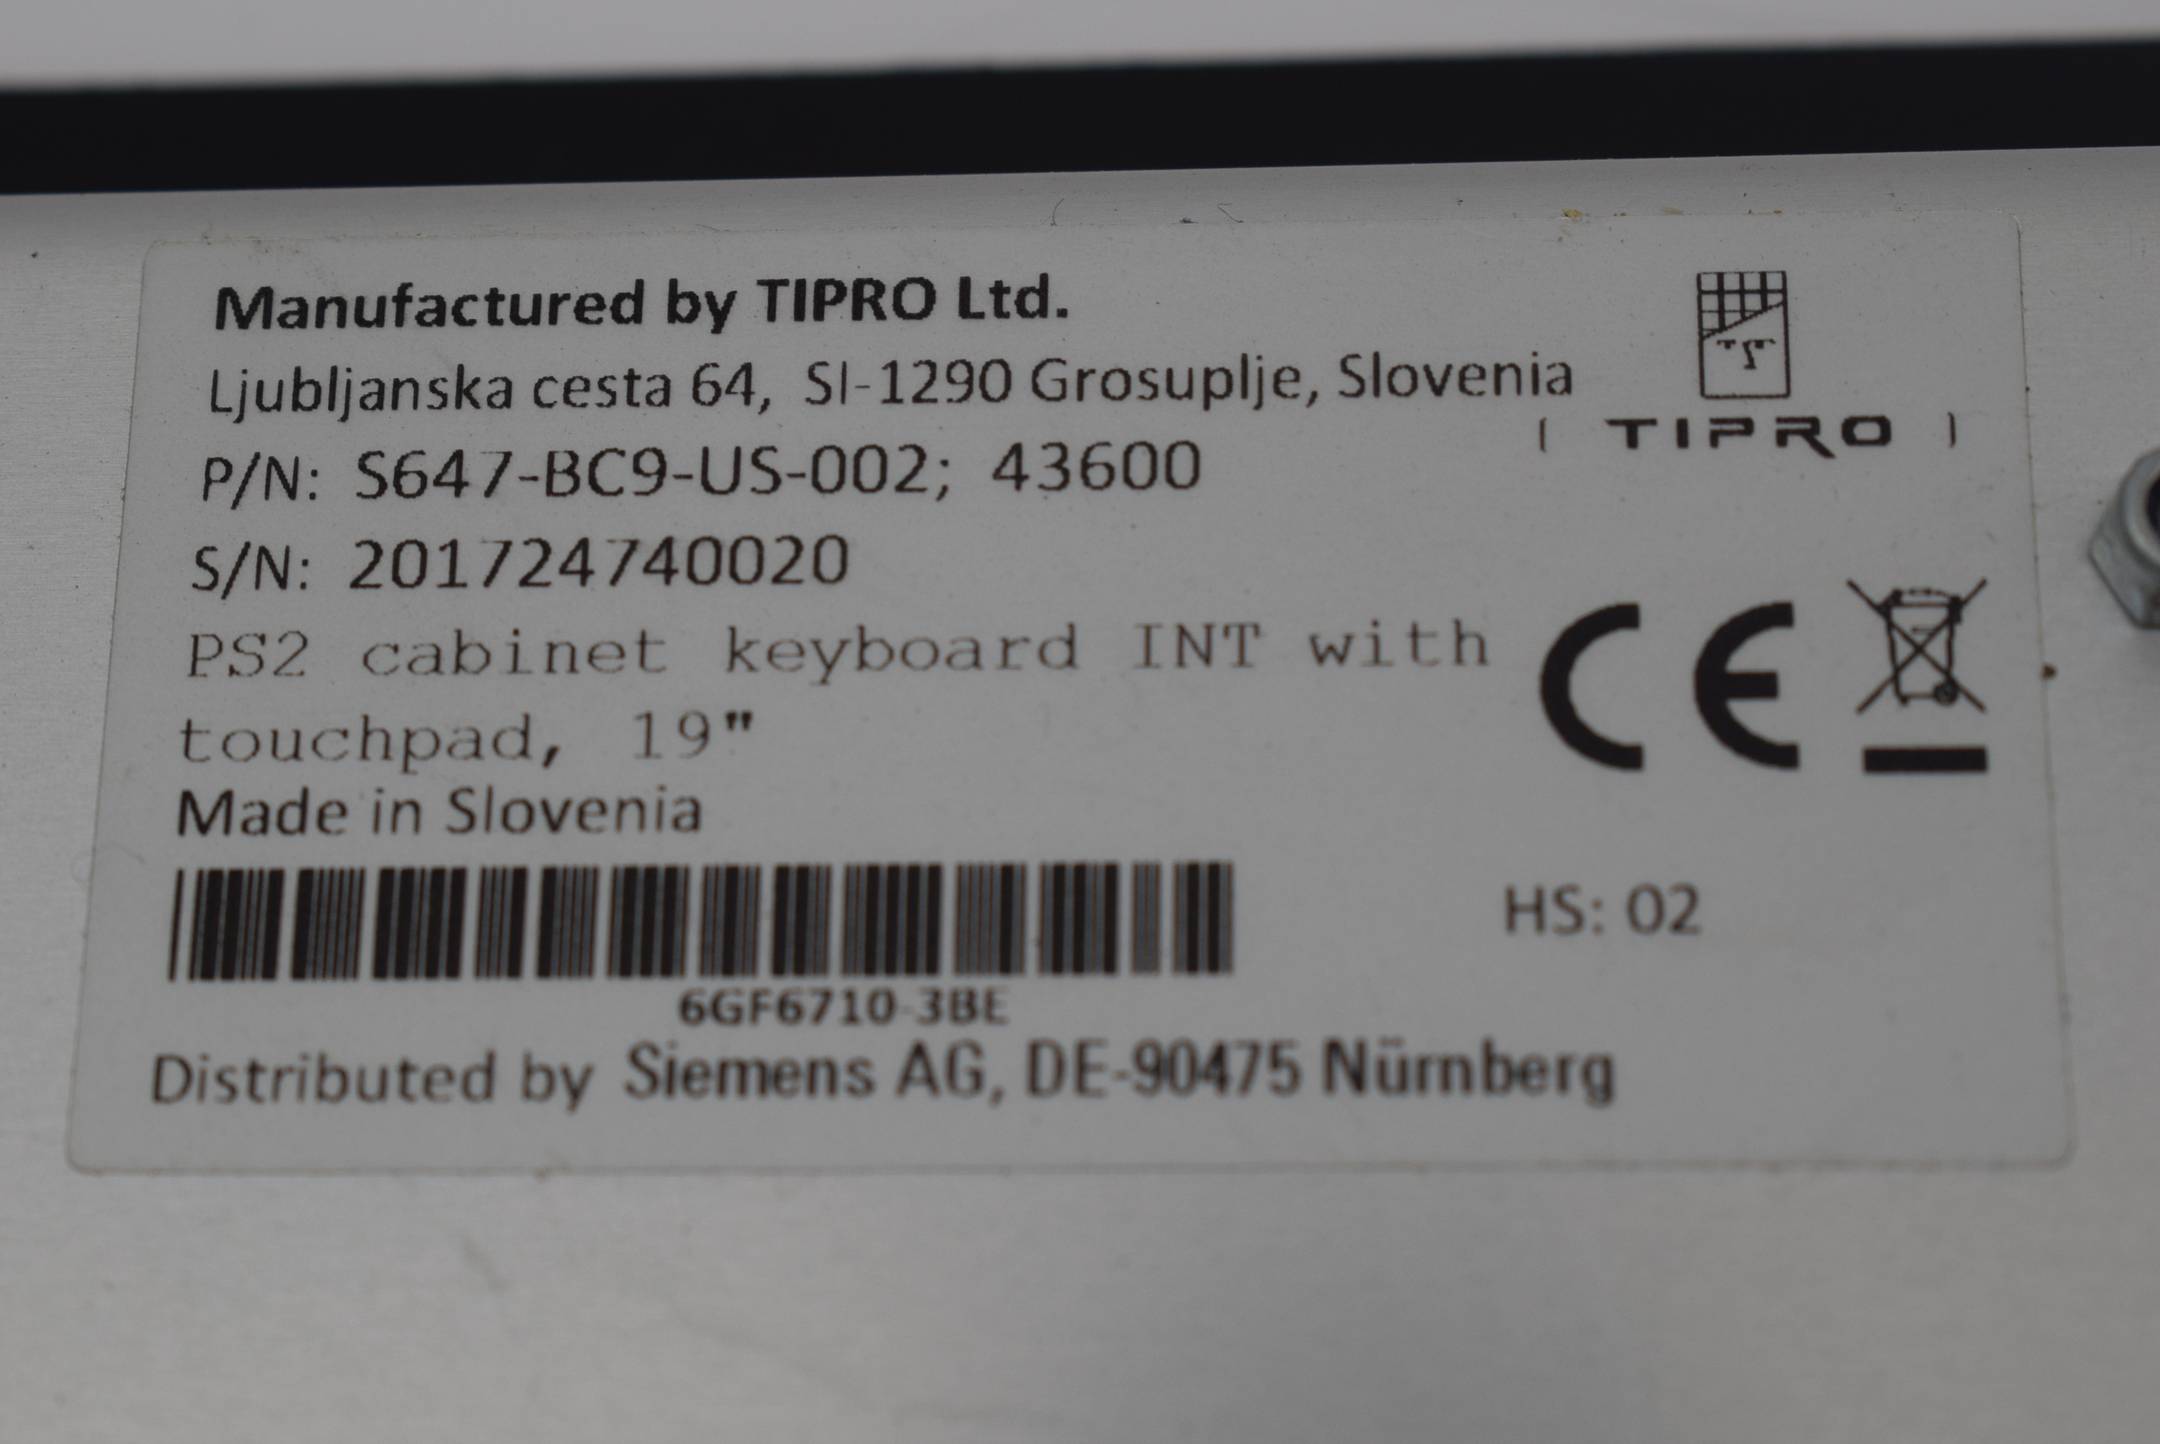 Manufactured by TIPRO Ltd.
Ljubljanska cesta 64, SI-1290 Grosuplje, Slovenia
( TIPRO )
P/N: S647-BC9-US-002; 43600
S/N: 201724740020
PS2 cabinet keyboard INT with
touchpad, 19"
CE
Made in Slovenia
HS: 02
6GF6710-3BE
Distributed by Siemens AG, DE-90475 Nürnberg